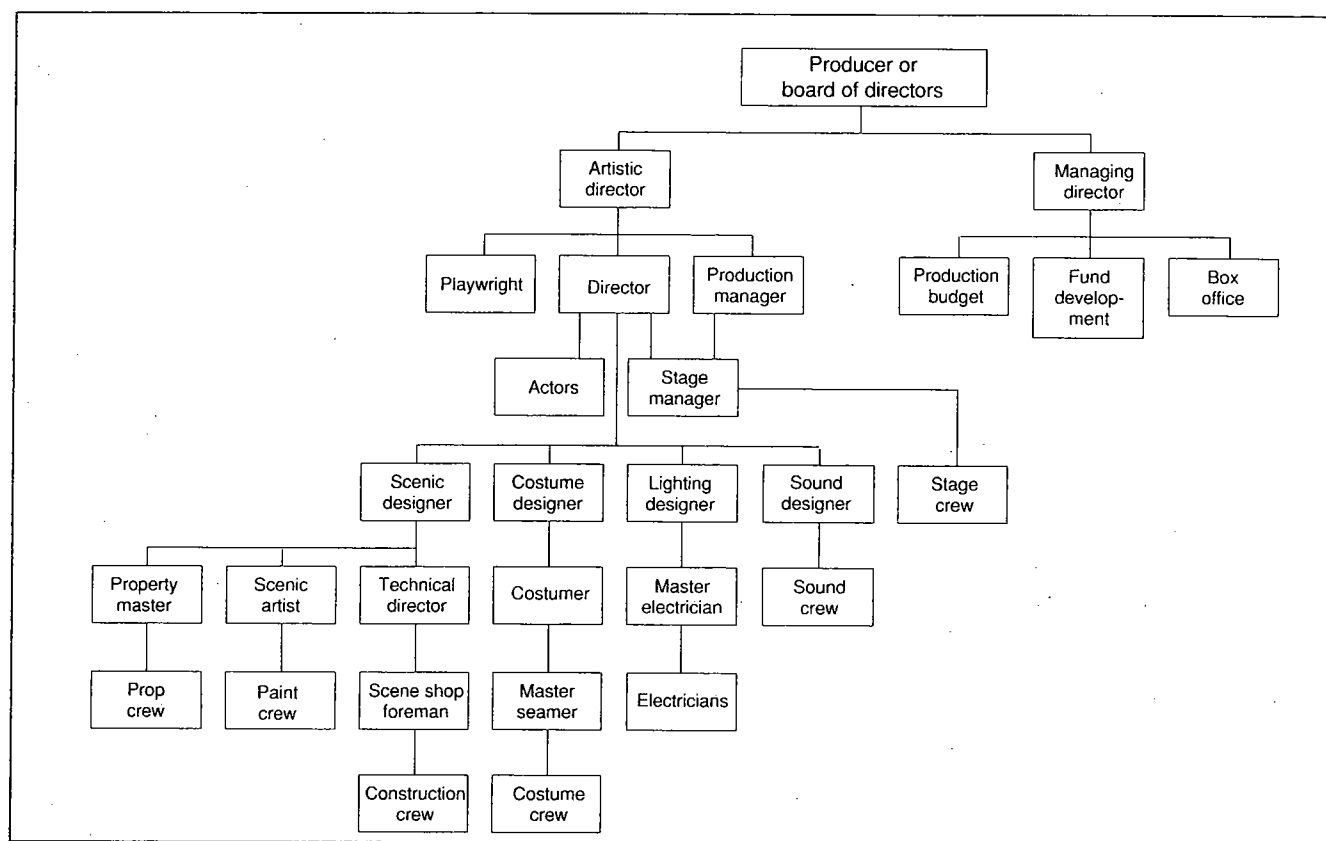 Producer or
board of directors
Artistic
director
Managing
director
Playwright
Director
Production
manager
Production
budget
Fund
develop-
ment
Box
office
Actors
Stage
manager
Scenic
designer
Costume
designer
Lighting
designer
Sound
designer
Stage
crew
Property
master
Scenic
artist
Technical
director
Costumer
Master
electrician
Sound
crew
Prop
crew
Paint
crew
Scene shop
foreman
Master
seamer
Electricians
Construction
crew
Costume
crew